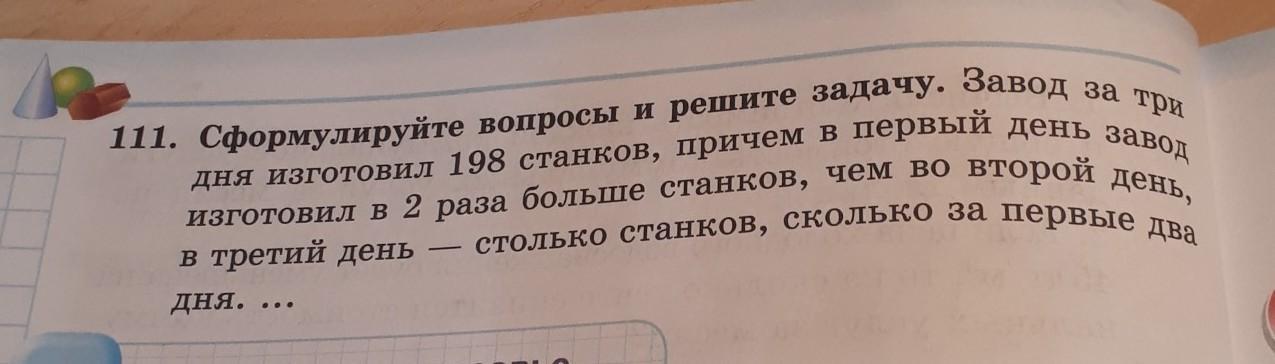 111. Сформулируйте вопросы и решите задачу. Завод за три
дня изготовил 198 станков, причем в первый день завод
изготовил в 2 раза больше станков, чем во второй день,
в третий день — столько станков, сколько за первые два
дня. ...